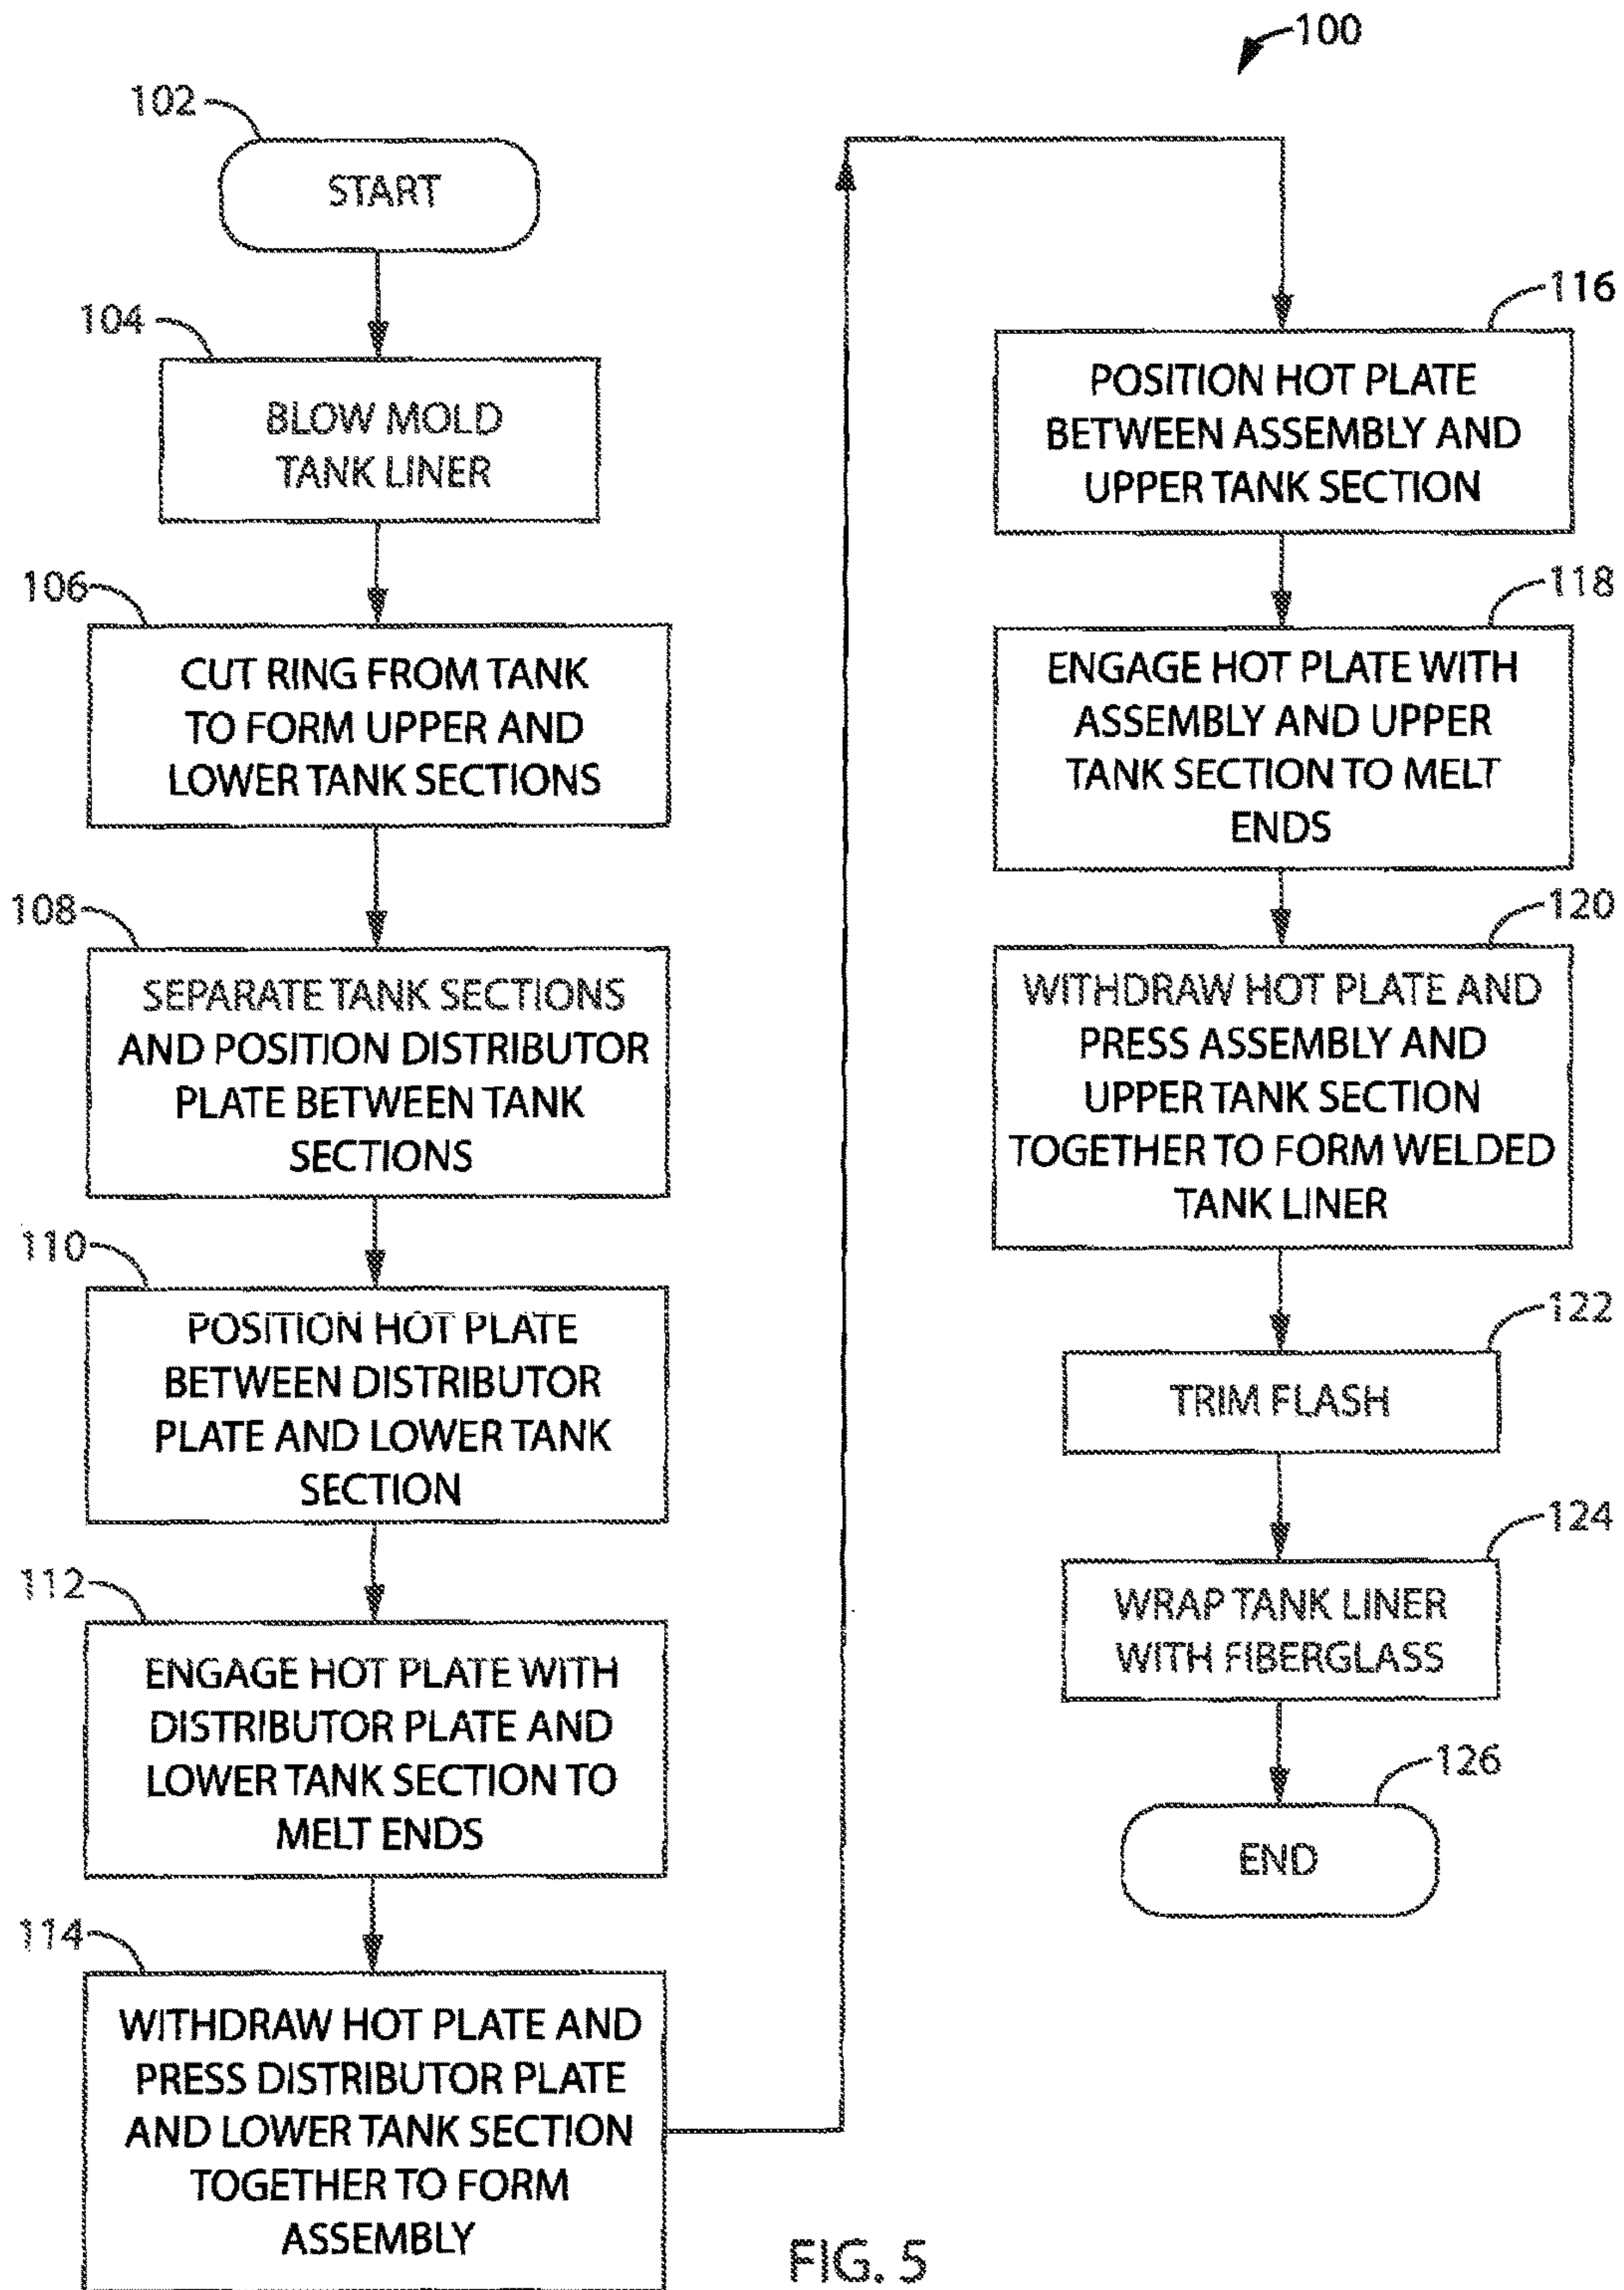 100
102
START
104
BLOW MOLD
TANK LINER
106
CUT RING FROM TANK
TO FORM UPPER AND
LOWER TANK SECTIONS
108
SEPARATE TANK SECTIONS
AND POSITION DISTRIBUTOR
PLATE BETWEEN TANK
SECTIONS
110
POSITION HOT PLATE
BETWEEN DISTRIBUTOR
PLATE AND LOWER TANK
SECTION
112
ENGAGE HOT PLATE WITH
DISTRIBUTOR PLATE AND
LOWER TANK SECTION TO
MELT ENDS
114
WITHDRAW HOT PLATE AND
PRESS DISTRIBUTOR PLATE
AND LOWER TANK SECTION
TOGETHER TO FORM
ASSEMBLY
116
POSITION HOT PLATE
BETWEEN ASSEMBLY AND
UPPER TANK SECTION
118
ENGAGE HOT PLATE WITH
ASSEMBLY AND UPPER
TANK SECTION TO MELT
ENDS
120
WITHDRAW HOT PLATE AND
PRESS ASSEMBLY AND
UPPER TANK SECTION
TOGETHER TO FORM WELDED
TANK LINER
122
TRIM FLASH
124
WRAP TANK LINER
WITH FIBERGLASS
126
END
FIG. 5